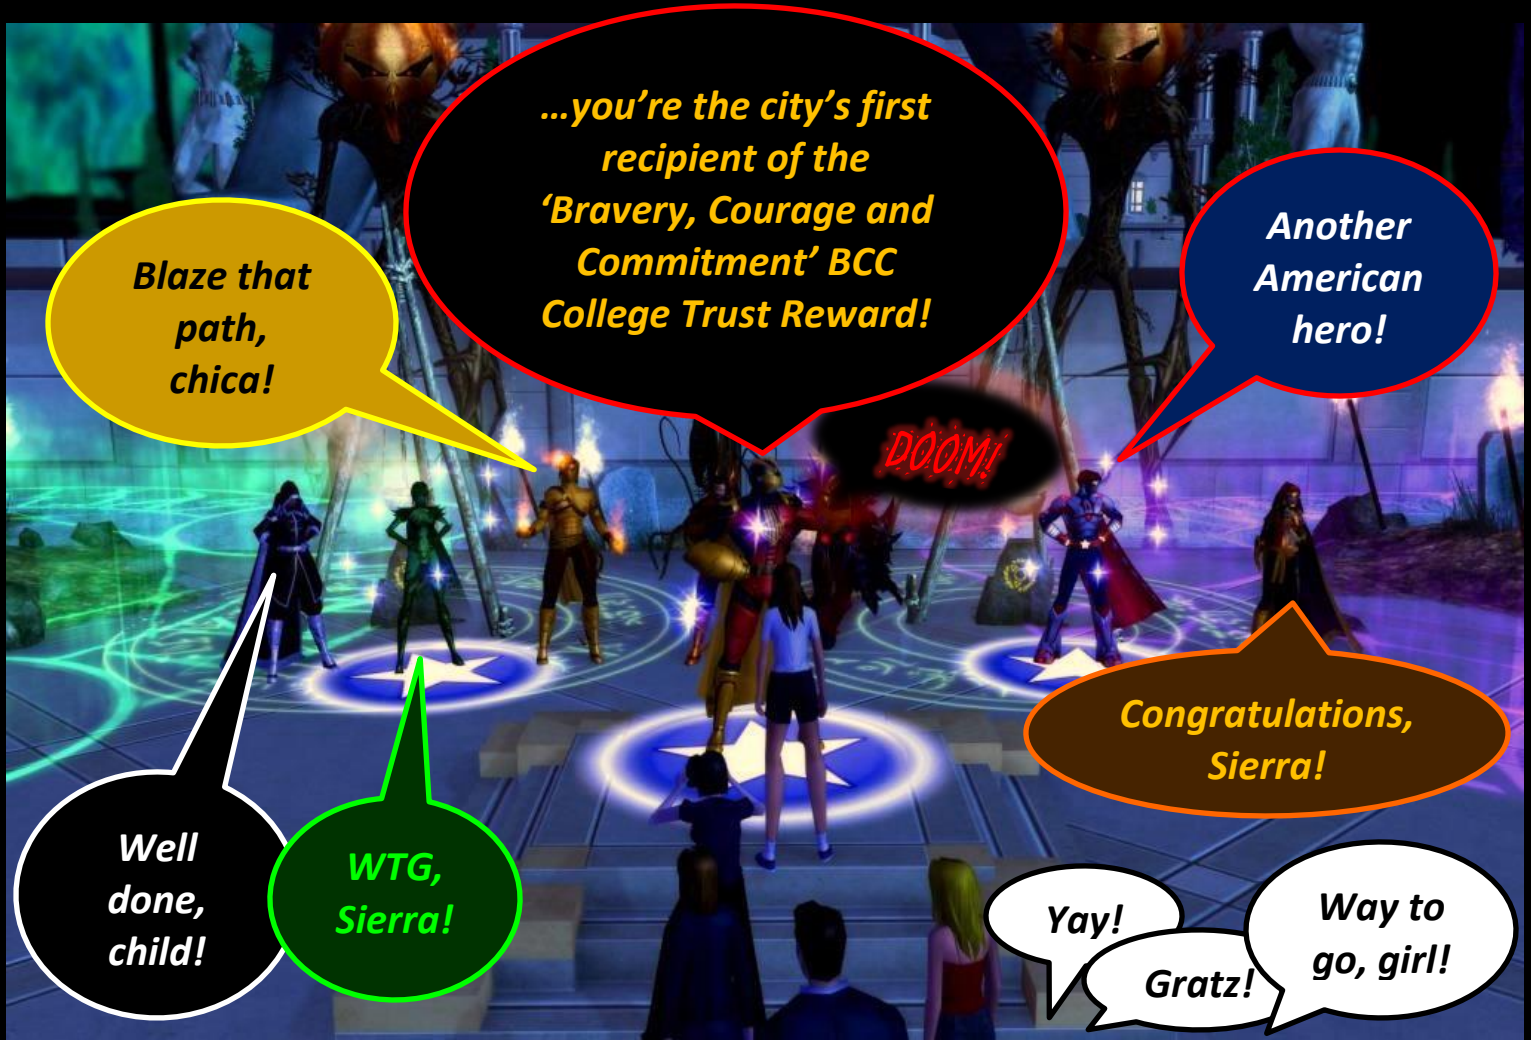 …you’re the city’s first
recipient of the
‘Bravery, Courage and
Commitment’ BCC
College Trust Reward!
Blaze that
path,
chica!
Another
American
hero!
DOOM!
Congratulations,
Sierra!
Well
done,
child!
WTG,
Sierra!
Yay!
Gratz!
Way to
go, girl!